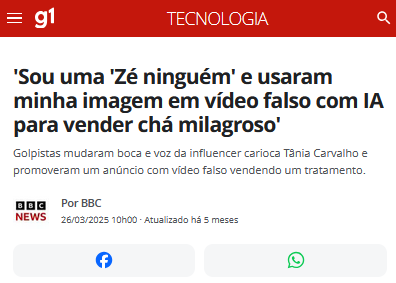 g1
TECNOLOGIA
'Sou uma 'Zé ninguém' e usaram
minha imagem em vídeo falso com IA
para vender chá milagroso'
Golpistas mudaram boca e voz da influencer carioca Tânia Carvalho e
promoveram um anúncio com vídeo falso vendendo um tratamento.
BBC
NEWS
Por BBC
26/03/2025 10h00 · Atualizado há 5 meses